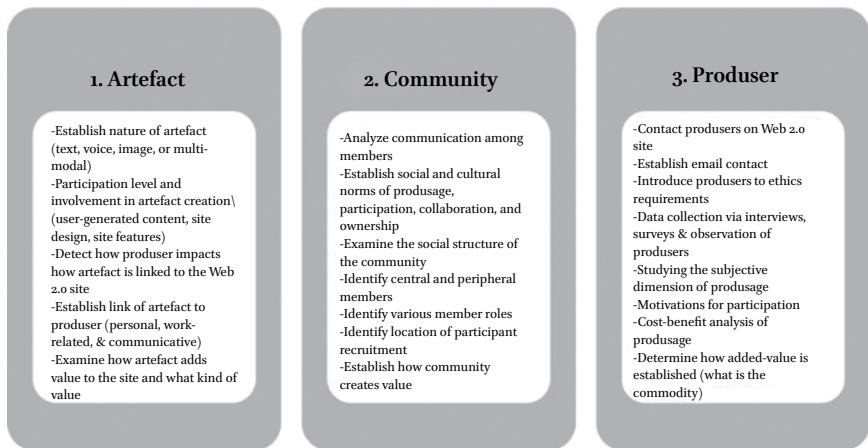 1. Artefact
-Establish nature of artefact
(text, voice, image, or multi-
modal)
-Participation level and
involvement in artefact creation\
(user-generated content, site
design, site features)
-Detect how produser impacts
how artefact is linked to the Web
2.0 site
-Establish link of artefact to
produser (personal, work-
related, & communicative)
-Examine how artefact adds
value to the site and what kind of
value
2. Community
-Analyze communication among
members
-Establish social and cultural
norms of produsage,
participation, collaboration, and
ownership
-Examine the social structure of
the community
-Identify central and peripheral
members
-Identify various member roles
-Identify location of participant
recruitment
-Establish how community
creates value
3. Produser
-Contact produsers on Web 2.0
site
-Establish email contact
-Introduce produsers to ethics
requirements
-Data collection via interviews,
surveys & observation of
produsers
-Studying the subjective
dimension of produsage
-Motivations for participation
-Cost-benefit analysis of
produsage
-Determine how added-value is
established (what is the
commodity)